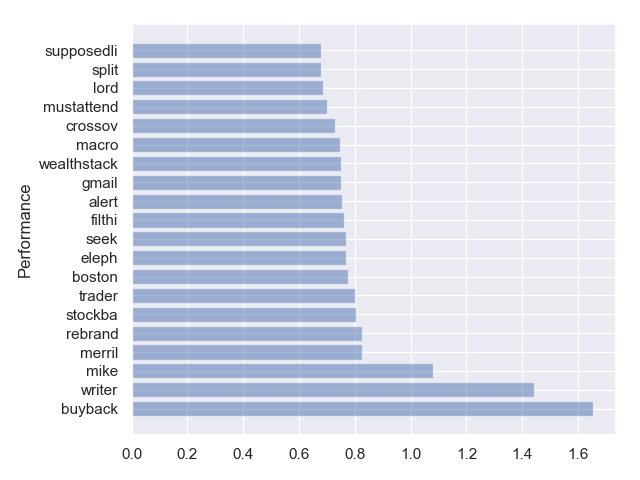 supposedli
split
lord
mustattend
crossov
macro
wealthstack
gmail
alert
filthi
seek
eleph
boston
trader
stockba
rebrand
merril
mike
writer
buyback
Performance
0.0 0.2 0.4 0.6 0.8 1.0 1.2 1.4 1.6